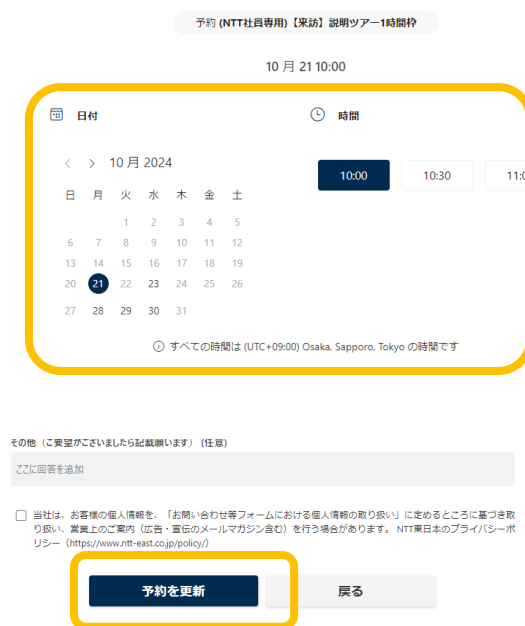 予約 (NTT社員専用)【来訪】説明ツアー1時間枠
10 月 21 10:00
日付
時間
10 月 2024
10:00 10:30
日 月 火 水 木 金 土
1 2 3 4 5
6 7 8 9 10 11 12
13 14 15 16 17 18 19
20 21 22 23 24 25 26
27 28 29 30 31
すべての時間は (UTC+09:00) Osaka, Sapporo, Tokyo の時間です
その他（ご要望がございましたら記載願います） (任意)
ここに回答を追加
当社は、お客様の個人情報を、「お問い合わせ等フォームにおける個人情報の取り扱い」に定めるところに基づき取
り扱い、営業上のご案内（広告・宣伝のメールマガジン含む）を行う場合があります。 NTT東日本のプライバシーポ
リシー（https://www.ntt-east.co.jp/policy/）
予約を更新 戻る